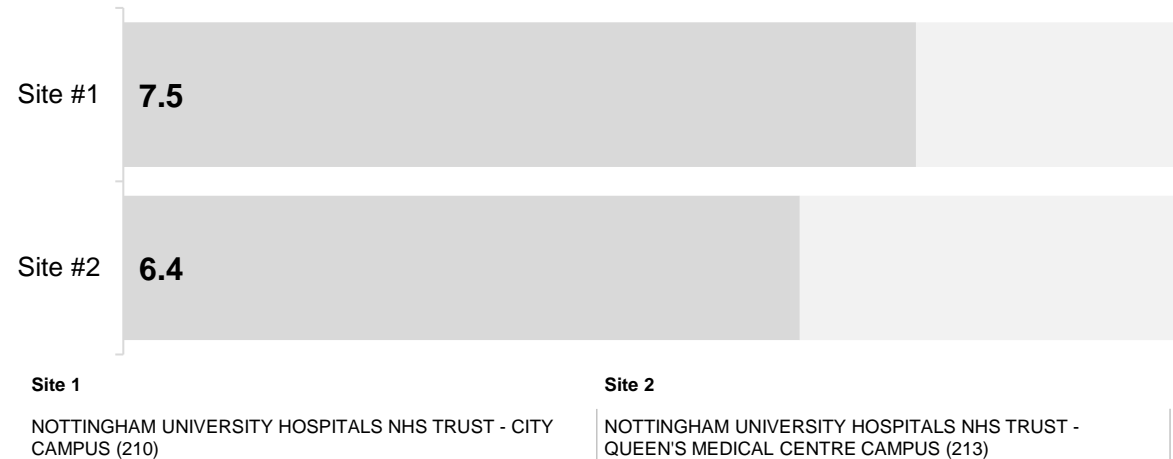 Site #1
7.5
Site #2
6.4
Site 1
NOTTINGHAM UNIVERSITY HOSPITALS NHS TRUST - CITY
CAMPUS (210)
Site 2
NOTTINGHAM UNIVERSITY HOSPITALS NHS TRUST -
QUEEN'S MEDICAL CENTRE CAMPUS (213)